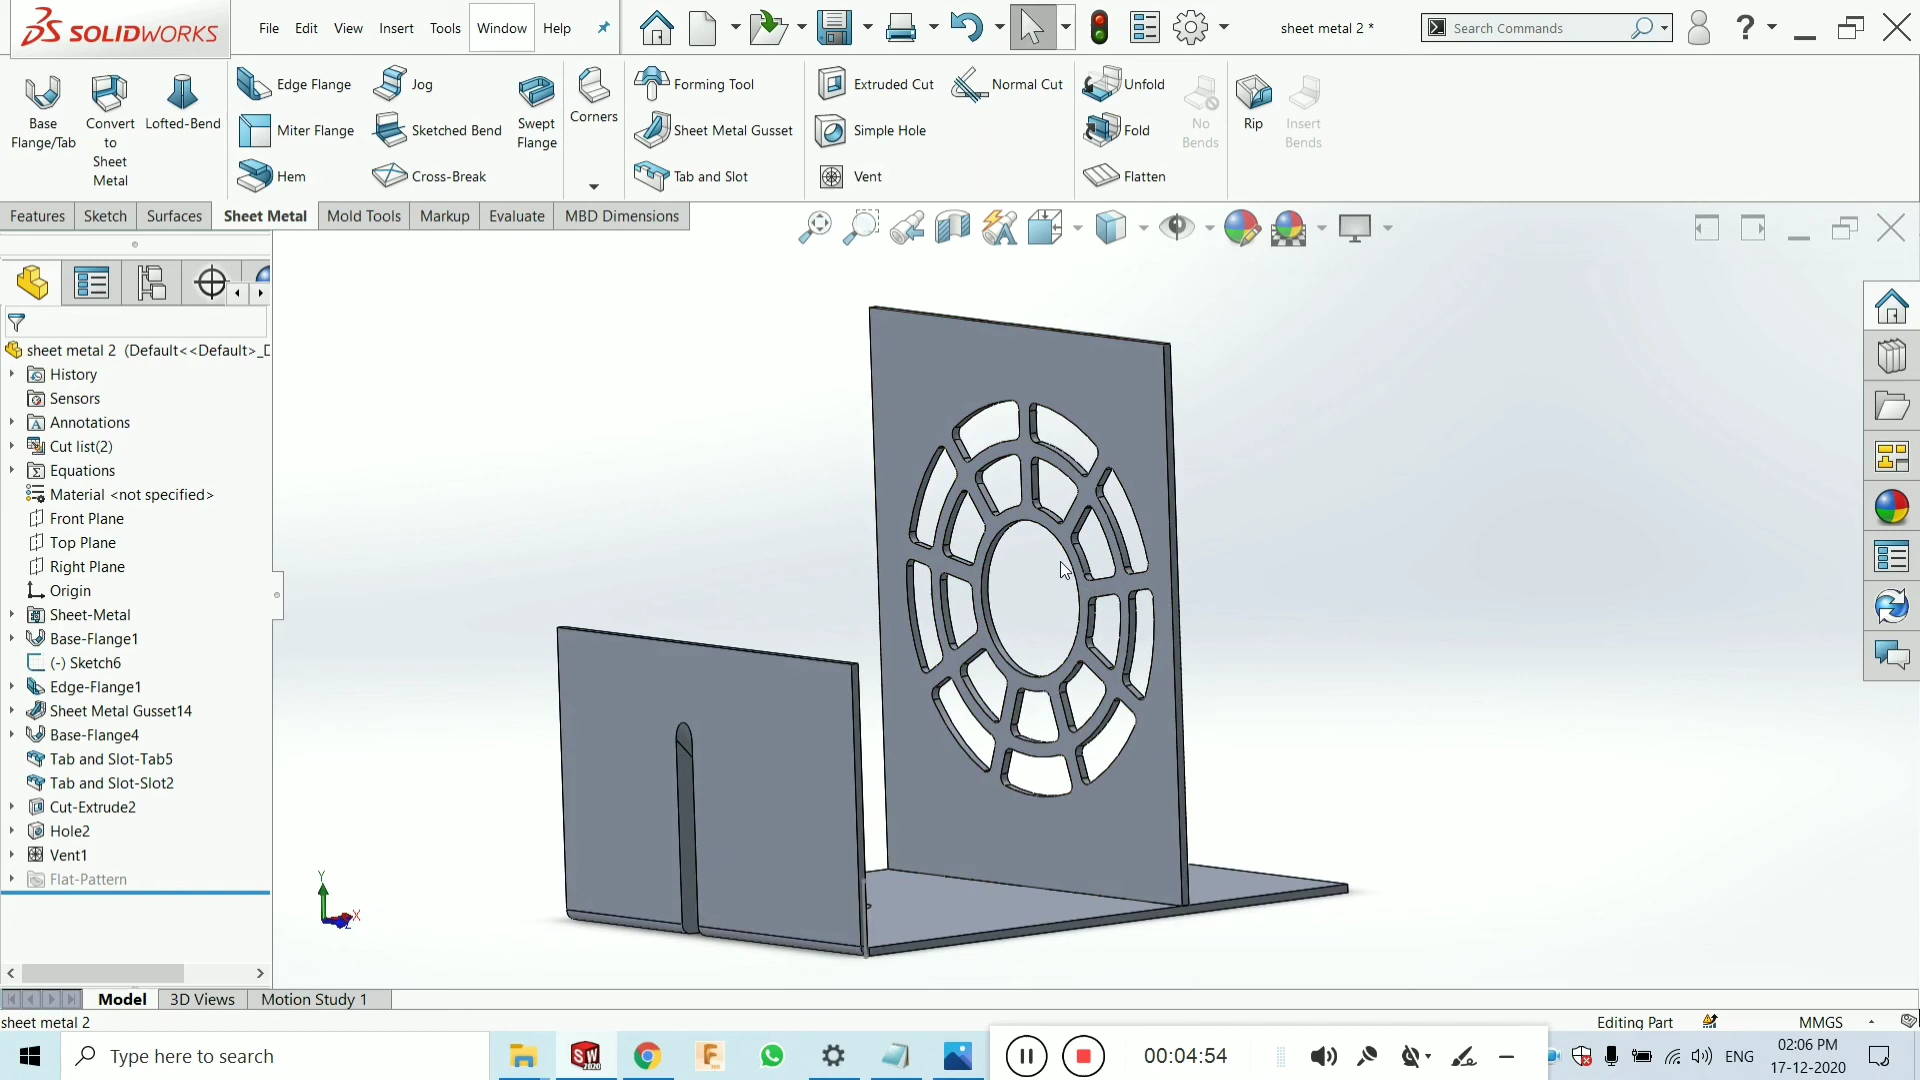 SOLIDWORKS File Edit View Insert Tools Window Help sheet metal 2 * Search Commands ?
Base Flange/Tab
Convert to Sheet Metal
Lofted-Bend
Edge Flange
Miter Flange
Hem
Jog
Sketched Bend
Cross-Break
Swept Flange
Corners
Forming Tool
Sheet Metal Gusset
Tab and Slot
Extruded Cut
Simple Hole
Vent
Normal Cut
Unfold
Fold
Flatten
No Bends
Rip
Insert Bends
Features Sketch Surfaces Sheet Metal Mold Tools Markup Evaluate MBD Dimensions
sheet metal 2 (Default<<Default>_D
History
Sensors
Annotations
Cut list(2)
Equations
Material <not specified>
Front Plane
Top Plane
Right Plane
Origin
Sheet-Metal
Base-Flange1
(-) Sketch6
Edge-Flange1
Sheet Metal Gusset14
Base-Flange4
Tab and Slot-Tab5
Tab and Slot-Slot2
Cut-Extrude2
Hole2
Vent1
Flat-Pattern
Y
X
Z
Model 3D Views Motion Study 1
sheet metal 2 Editing Part MMGS
Type here to search 00:04:54 ENG 02:06 PM
17-12-2020